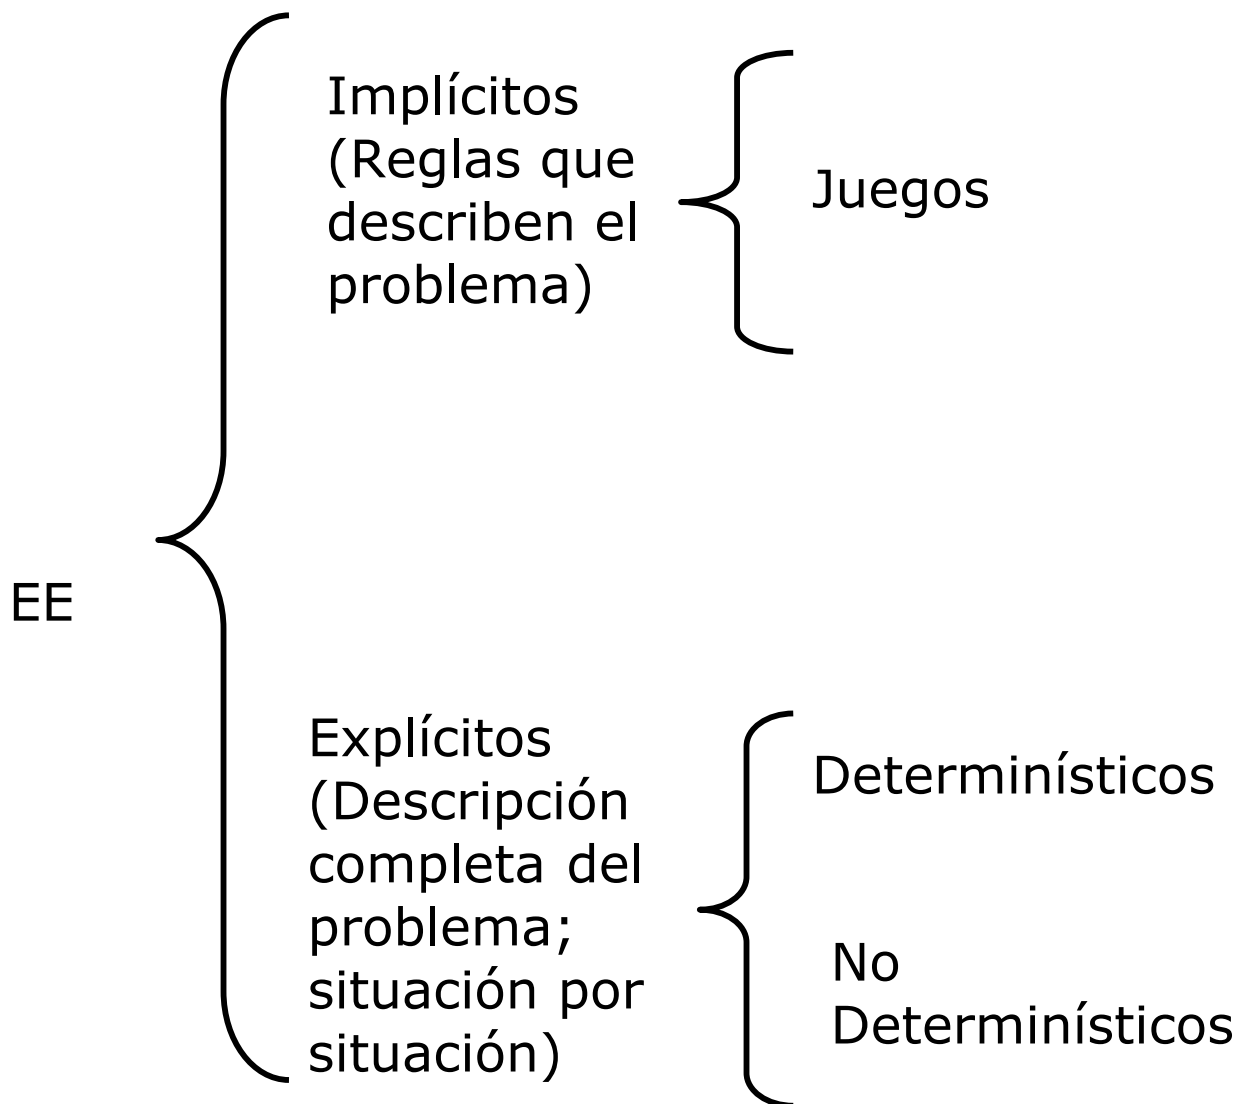 EE
Implícitos
(Reglas que
describen el
problema)
Juegos
Explícitos
(Descripción
completa del
problema;
situación por
situación)
Determinísticos
No
Determinísticos